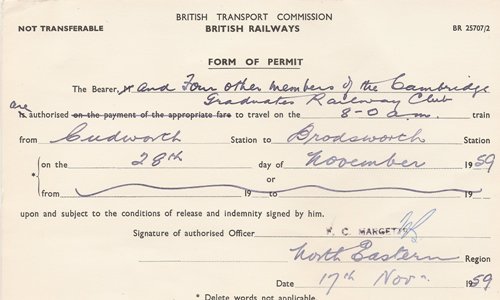 BRITISH TRANSPORT COMMISSION
NOT TRANSFERABLE BRITISH RAILWAYS BR 25707/2
FORM OF PERMIT
The Bearer, and Four other members of the Cambridge
Graduates Railway Club
are
is authorised on the payment of the appropriate fare to travel on the 8-0 a.m. train
from Cudworth Station to Brodsworth Station
* on the 28th day of November 1959
or
from 19 to 19
upon and subject to the conditions of release and indemnity signed by him.
Signature of authorised Officer C. MARGETTS
North Eastern Region
Date 17th Novr 1959
* Delete words not applicable.